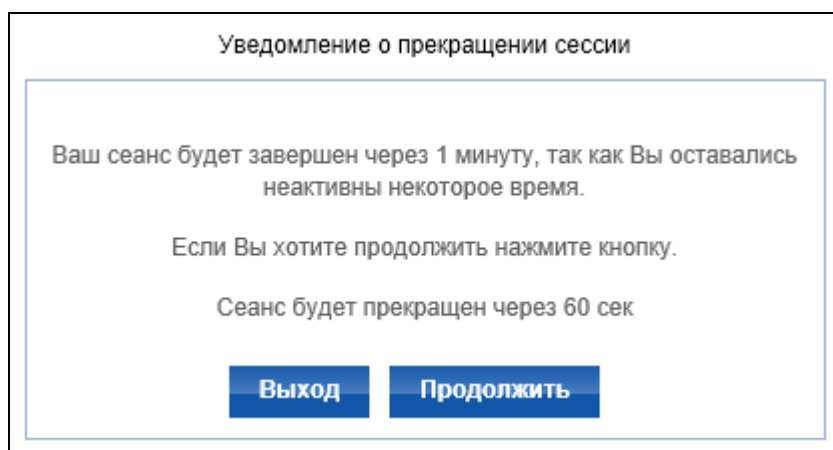 Уведомление о прекращении сессии
Ваш сеанс будет завершен через 1 минуту, так как Вы оставались
неактивны некоторое время.
Если Вы хотите продолжить нажмите кнопку.
Сеанс будет прекращен через 60 сек
Выход Продолжить